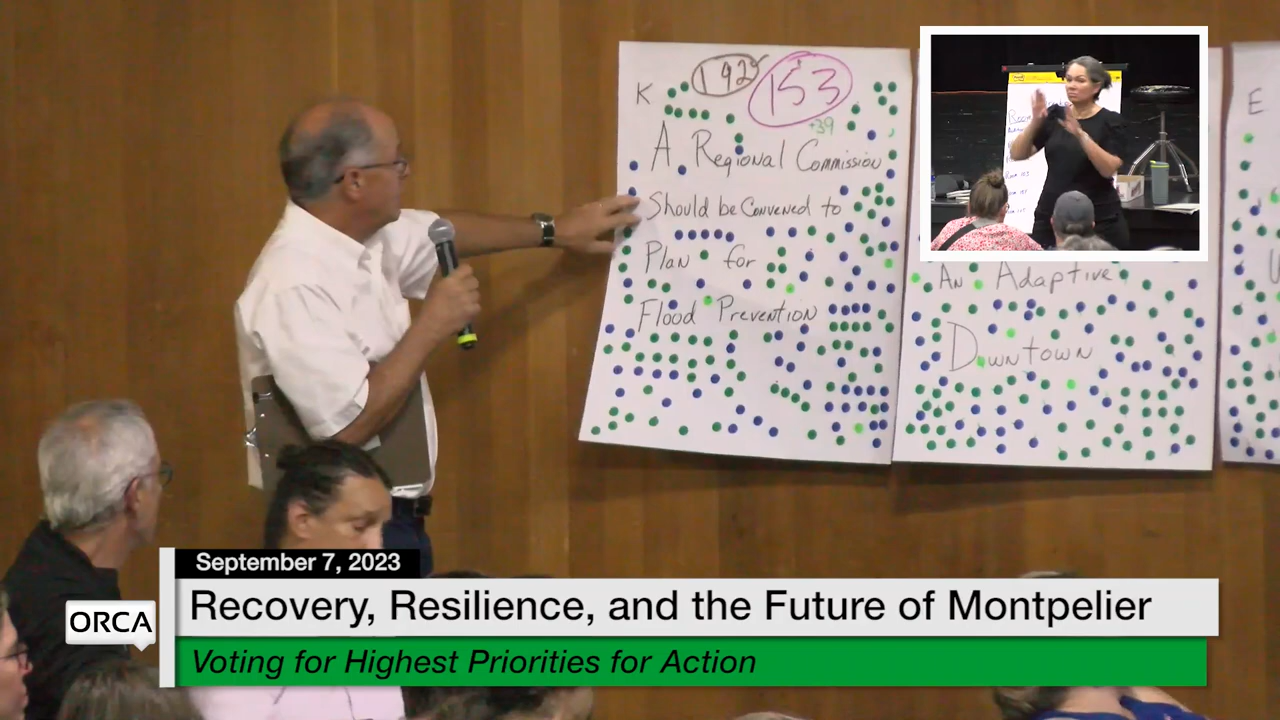 K
192
153
+39
A Regional Commission
Should be Convened to
Plan for
Flood Prevention
An Adaptive
Downtown
E
September 7, 2023
Recovery, Resilience, and the Future of Montpelier
ORCA
Voting for Highest Priorities for Action